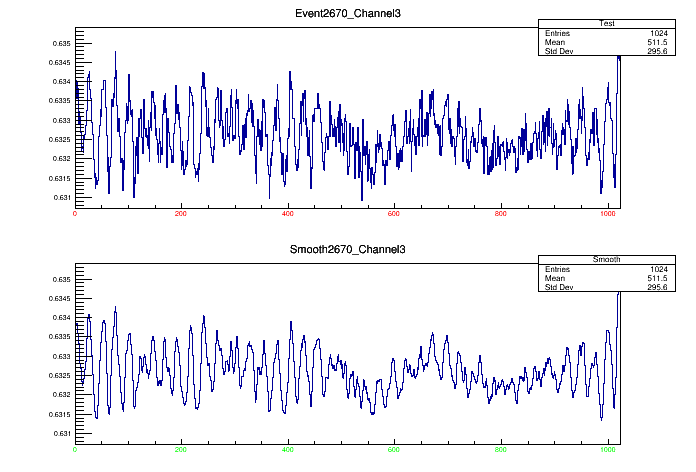 Event2670_Channel3
Test
Entries 1024
Mean 511.5
Std Dev 295.6
0.635
0.6345
0.634
0.6335
0.633
0.6325
0.632
0.6315
0.631
0 200 400 600 800 1000
Smooth2670_Channel3
Smooth
Entries 1024
Mean 511.5
Std Dev 295.6
0.635
0.6345
0.634
0.6335
0.633
0.6325
0.632
0.6315
0.631
0 200 400 600 800 1000